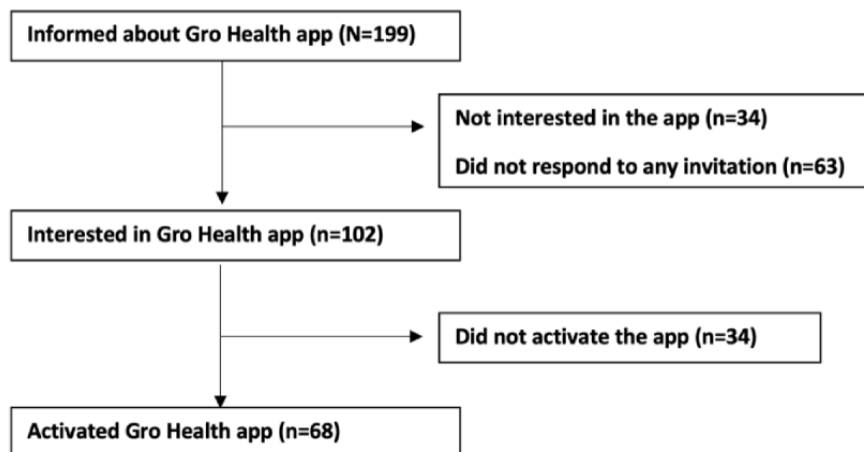 Informed about Gro Health app (N=199)
Not interested in the app (n=34)
Did not respond to any invitation (n=63)
Interested in Gro Health app (n=102)
Did not activate the app (n=34)
Activated Gro Health app (n=68)